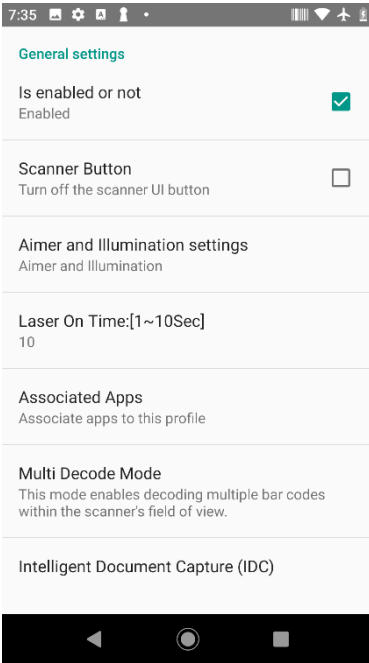 7:35 A
General settings
Is enabled or not
Enabled
Scanner Button
Turn off the scanner UI button
Aimer and Illumination settings
Aimer and Illumination
Laser On Time:[1~10Sec]
10
Associated Apps
Associate apps to this profile
Multi Decode Mode
This mode enables decoding multiple bar codes
within the scanner's field of view.
Intelligent Document Capture (IDC)